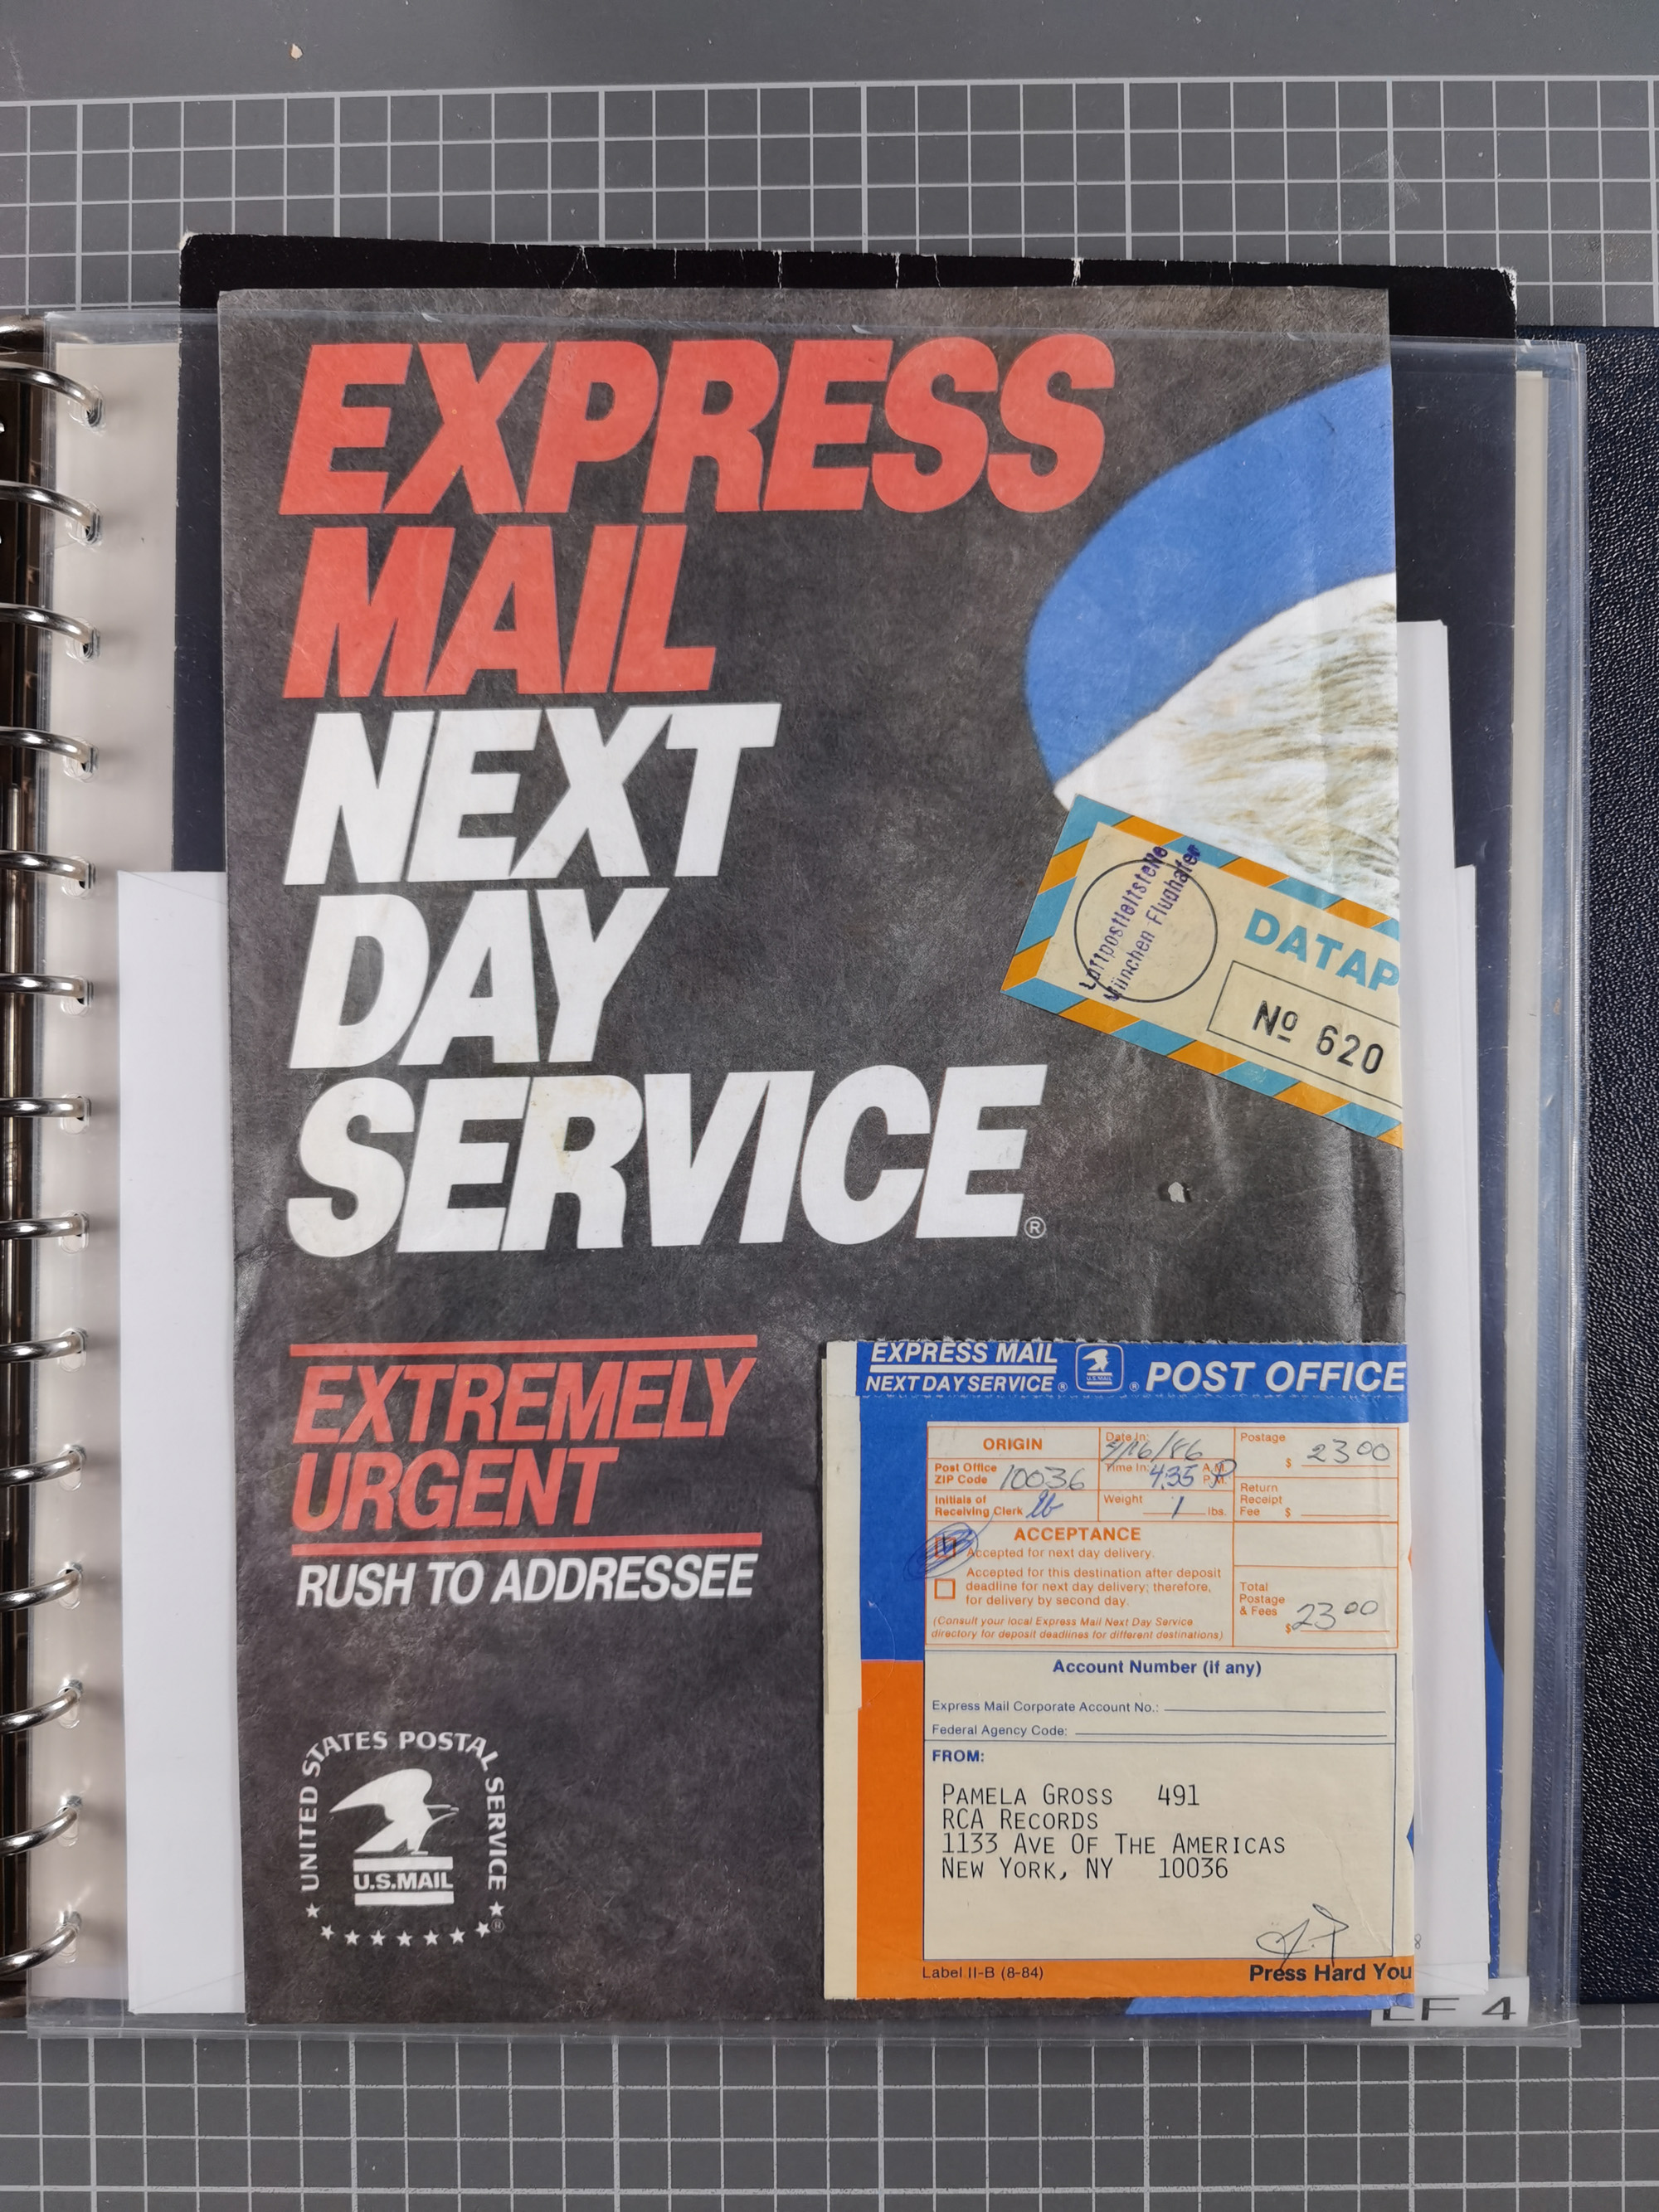 EXPRESS
MAIL
NEXT
DAY
SERVICE®
Luftpostleitstelle
München Flughafen
DATAP
No 620
EXTREMELY
URGENT
RUSH TO ADDRESSEE
UNITED STATES POSTAL SERVICE ®
U.S.MAIL
EXPRESS MAIL
NEXT DAY SERVICE® U.S.MAIL ® POST OFFICE
ORIGIN
Date In: /16/86
Postage $ 23 00
Post Office
ZIP Code 10036
Time In: 4:35 A.M. P.M.
Initials of
Receiving Clerk
Weight 1 lbs.
Return
Receipt
Fee $
ACCEPTANCE
Accepted for next day delivery.
Accepted for this destination after deposit
deadline for next day delivery; therefore,
for delivery by second day.
(Consult your local Express Mail Next Day Service
directory for deposit deadlines for different destinations)
Total
Postage
& Fees $ 23 00
Account Number (if any)
Express Mail Corporate Account No.:
Federal Agency Code:
FROM:
PAMELA GROSS 491
RCA RECORDS
1133 AVE OF THE AMERICAS
NEW YORK, NY 10036
Label II-B (8-84)
Press Hard You
LF 4